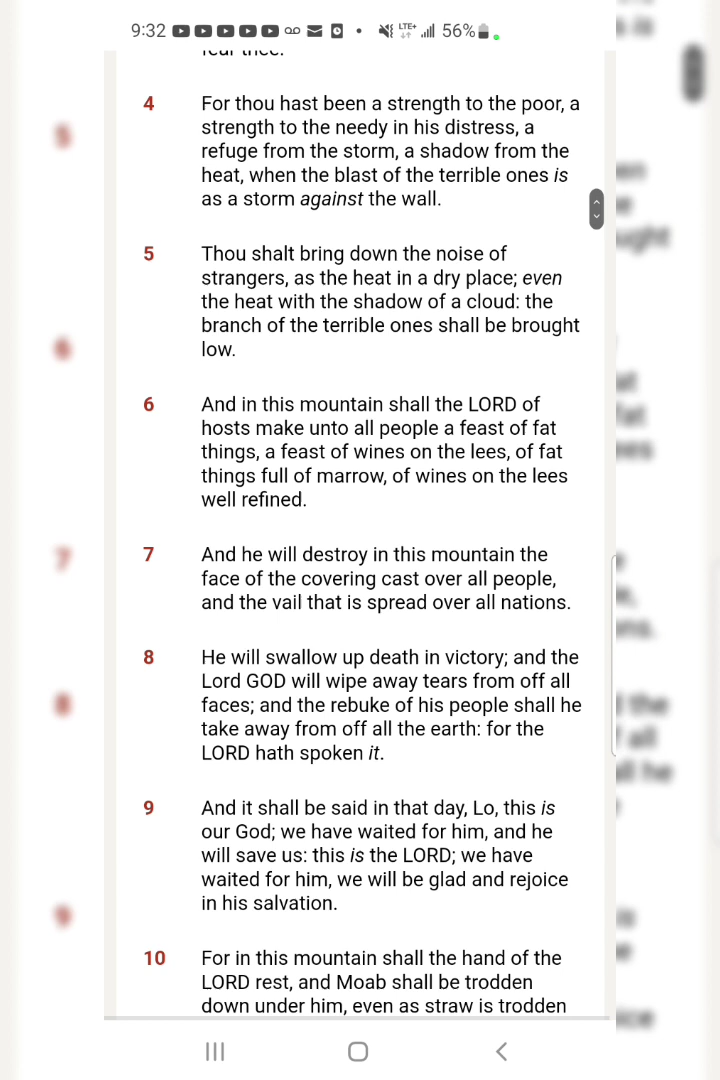 9:32 LTE+ 56%
fear thee.
4 For thou hast been a strength to the poor, a
strength to the needy in his distress, a
refuge from the storm, a shadow from the
heat, when the blast of the terrible ones is
as a storm against the wall.
5 Thou shalt bring down the noise of
strangers, as the heat in a dry place; even
the heat with the shadow of a cloud: the
branch of the terrible ones shall be brought
low.
6 And in this mountain shall the LORD of
hosts make unto all people a feast of fat
things, a feast of wines on the lees, of fat
things full of marrow, of wines on the lees
well refined.
7 And he will destroy in this mountain the
face of the covering cast over all people,
and the vail that is spread over all nations.
8 He will swallow up death in victory; and the
Lord GOD will wipe away tears from off all
faces; and the rebuke of his people shall he
take away from off all the earth: for the
LORD hath spoken it.
9 And it shall be said in that day, Lo, this is
our God; we have waited for him, and he
will save us: this is the LORD; we have
waited for him, we will be glad and rejoice
in his salvation.
10 For in this mountain shall the hand of the
LORD rest, and Moab shall be trodden
down under him, even as straw is trodden